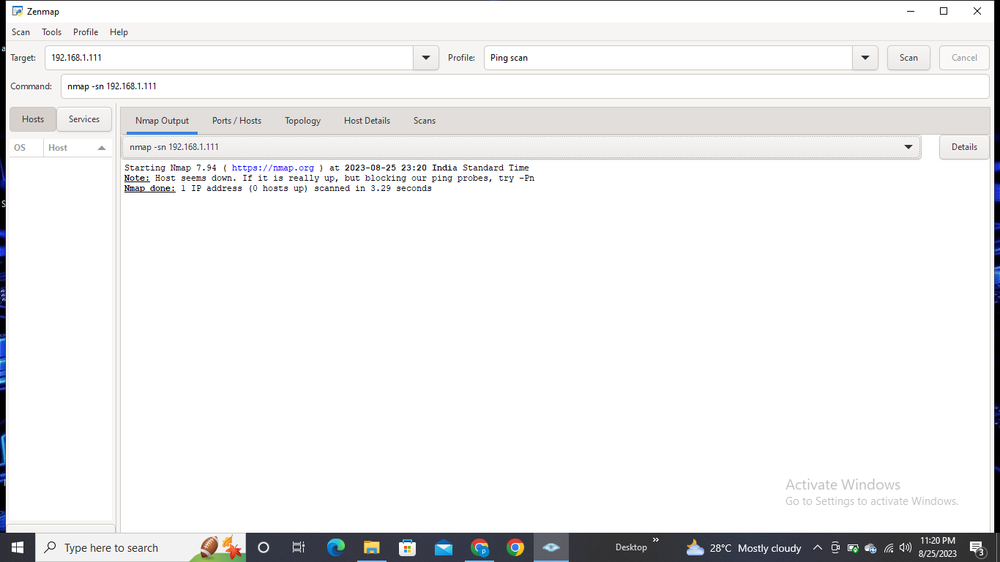 Zenmap
Scan Tools Profile Help
Target: 192.168.1.111 Profile: Ping scan Scan Cancel
Command: nmap -sn 192.168.1.111
Hosts Services
OS Host
Nmap Output Ports / Hosts Topology Host Details Scans
nmap -sn 192.168.1.111 Details
Starting Nmap 7.94 ( https://nmap.org ) at 2023-08-25 23:20 India Standard Time
Note: Host seems down. If it is really up, but blocking our ping probes, try -Pn
Nmap done: 1 IP address (0 hosts up) scanned in 3.29 seconds
Activate Windows
Go to Settings to activate Windows.
Type here to search
Desktop
28°C Mostly cloudy
11:20 PM
8/25/2023
3